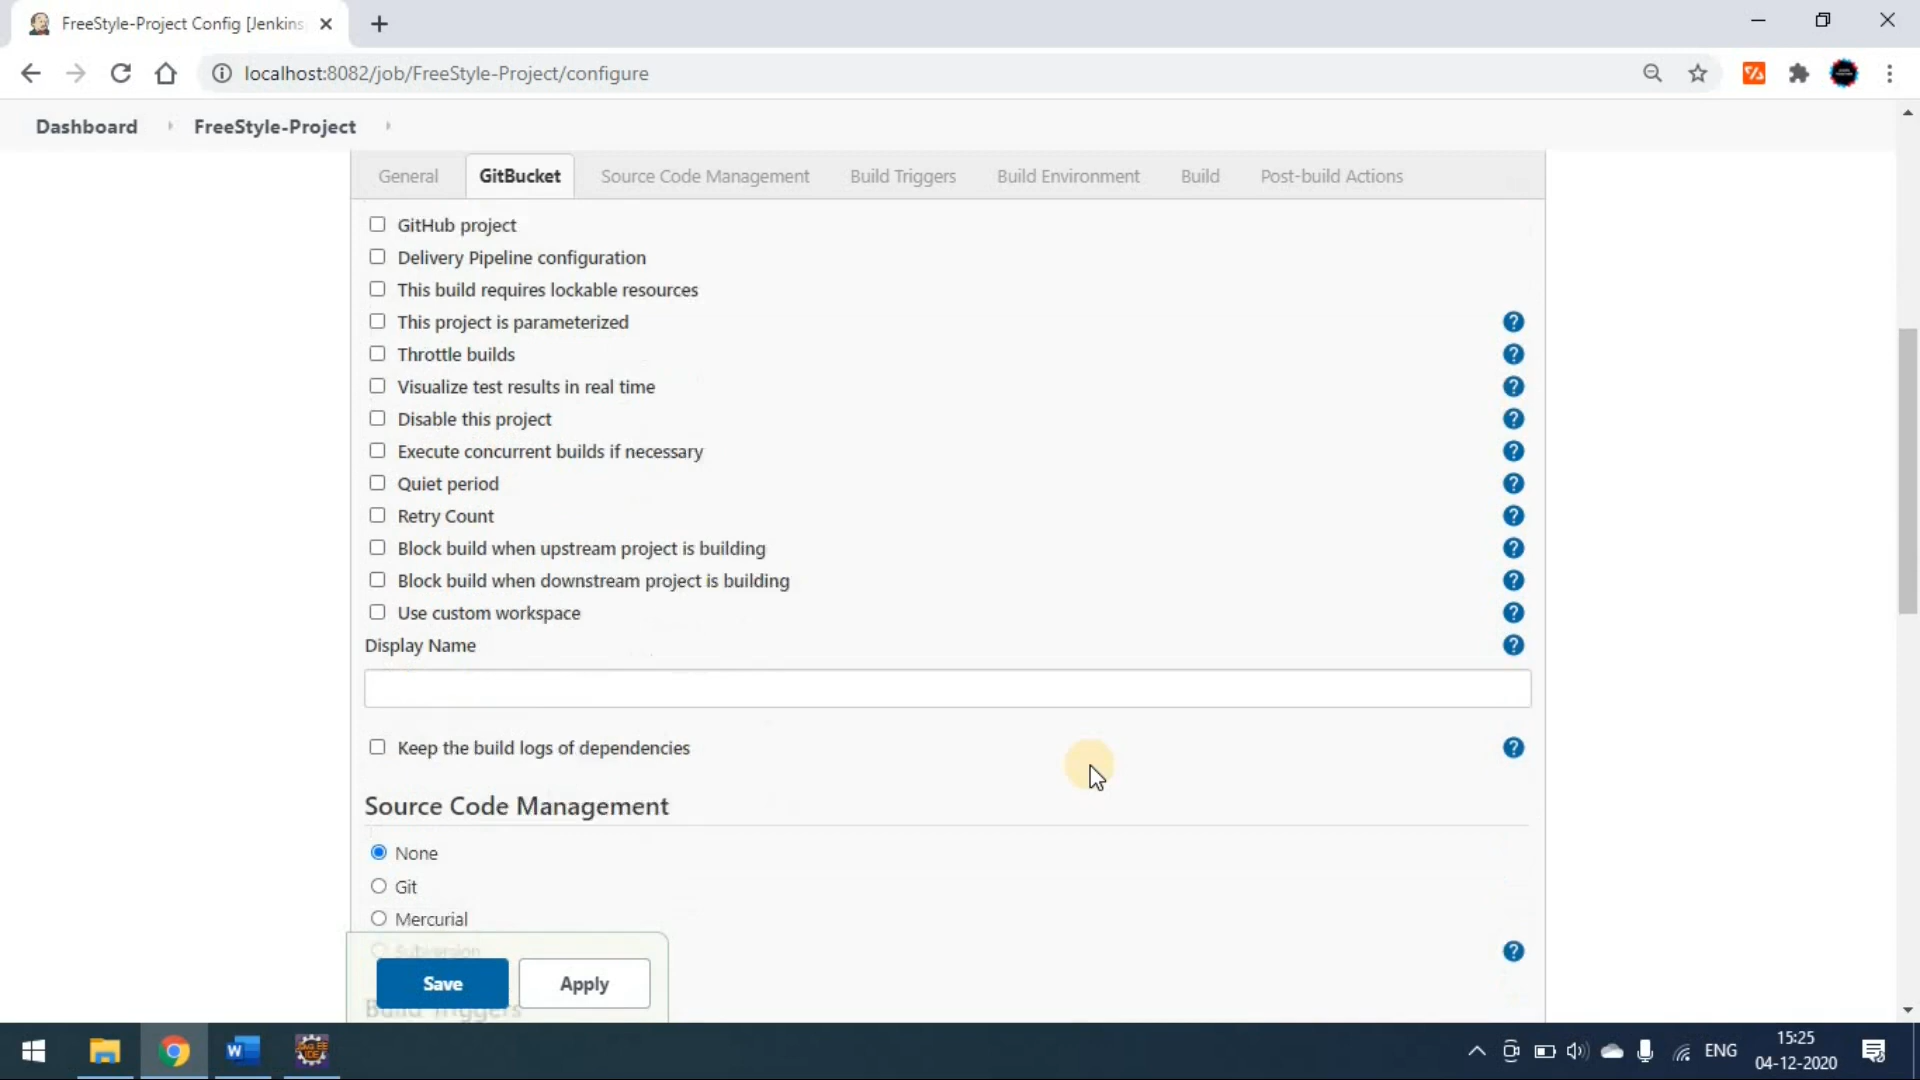 FreeStyle-Project Config [Jenkins
localhost:8082/job/FreeStyle-Project/configure
Dashboard FreeStyle-Project
General GitBucket Source Code Management Build Triggers Build Environment Build Post-build Actions
GitHub project
Delivery Pipeline configuration
This build requires lockable resources
This project is parameterized
Throttle builds
Visualize test results in real time
Disable this project
Execute concurrent builds if necessary
Quiet period
Retry Count
Block build when upstream project is building
Block build when downstream project is building
Use custom workspace
Display Name
Keep the build logs of dependencies
Source Code Management
None
Git
Mercurial
Subversion
Save Apply
Build Triggers
ENG
15:25
04-12-2020